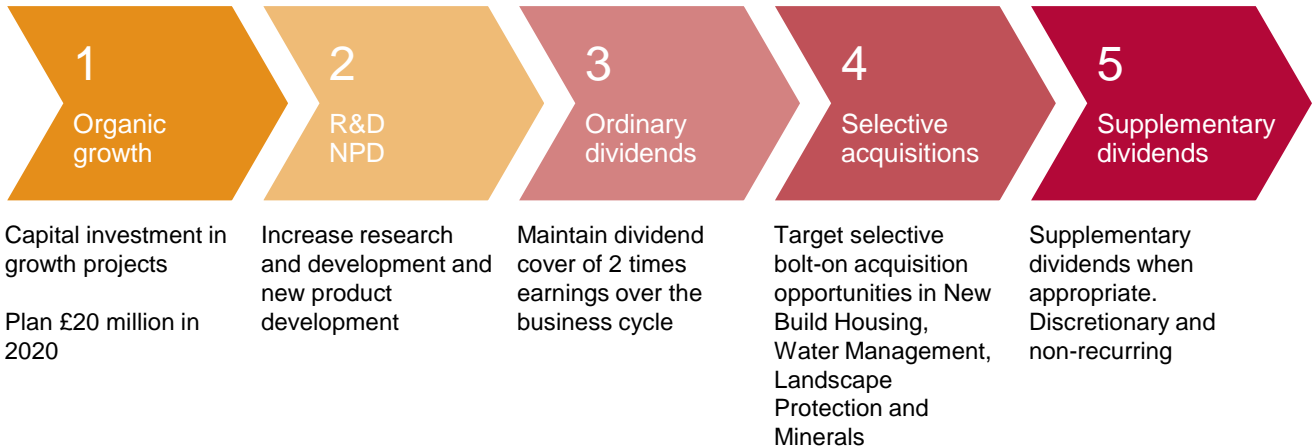 1
Organic
growth
2
R&D
NPD
3
Ordinary
dividends
4
Selective
acquisitions
5
Supplementary
dividends
Capital investment in
growth projects
Plan £20 million in
2020
Increase research
and development and
new product
development
Maintain dividend
cover of 2 times
earnings over the
business cycle
Target selective
bolt-on acquisition
opportunities in New
Build Housing,
Water Management,
Landscape
Protection and
Minerals
Supplementary
dividends when
appropriate.
Discretionary and
non-recurring